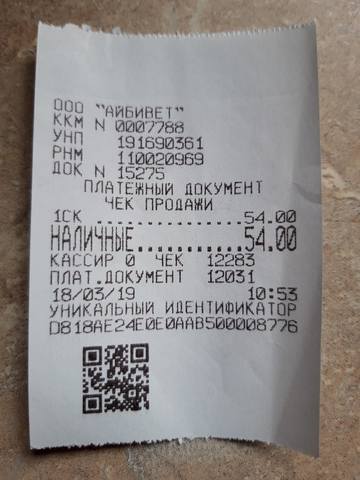 ООО "АЙБИВЕТ"
ККМ N 0007788
УНП 191690361
РНМ 110020969
ДОК N 15275
ПЛАТЕЖНЫЙ ДОКУМЕНТ
ЧЕК ПРОДАЖИ
1СК ................54.00
НАЛИЧНЫЕ...........54.00
КАССИР 0 ЧЕК 12283
ПЛАТ.ДОКУМЕНТ 12031
18/03/19 10:53
УНИКАЛЬНЫЙ ИДЕНТИФИКАТОР
D818AE24E0E0AAB500008776